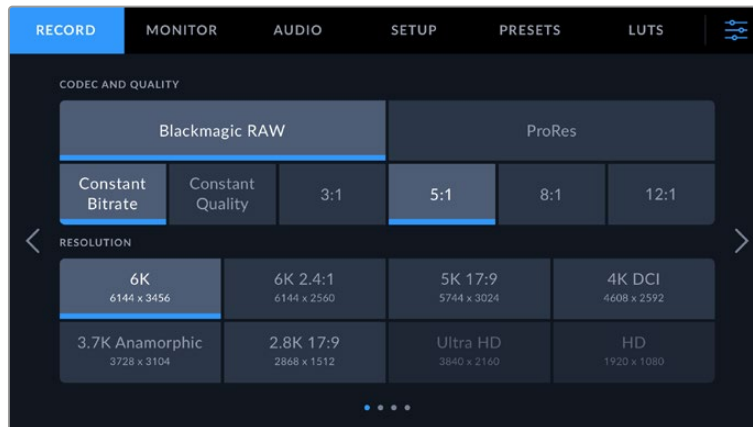 RECORD MONITOR AUDIO SETUP PRESETS LUTS
CODEC AND QUALITY
Blackmagic RAW ProRes
Constant Bitrate Constant Quality 3:1 5:1 8:1 12:1
RESOLUTION
6K 6K 2.4:1 5K 17:9 4K DCI
6144 x 3456 6144 x 2560 5744 x 3024 4608 x 2592
3.7K Anamorphic 2.8K 17:9 Ultra HD HD
3728 x 3104 2868 x 1512 3840 x 2160 1920 x 1080